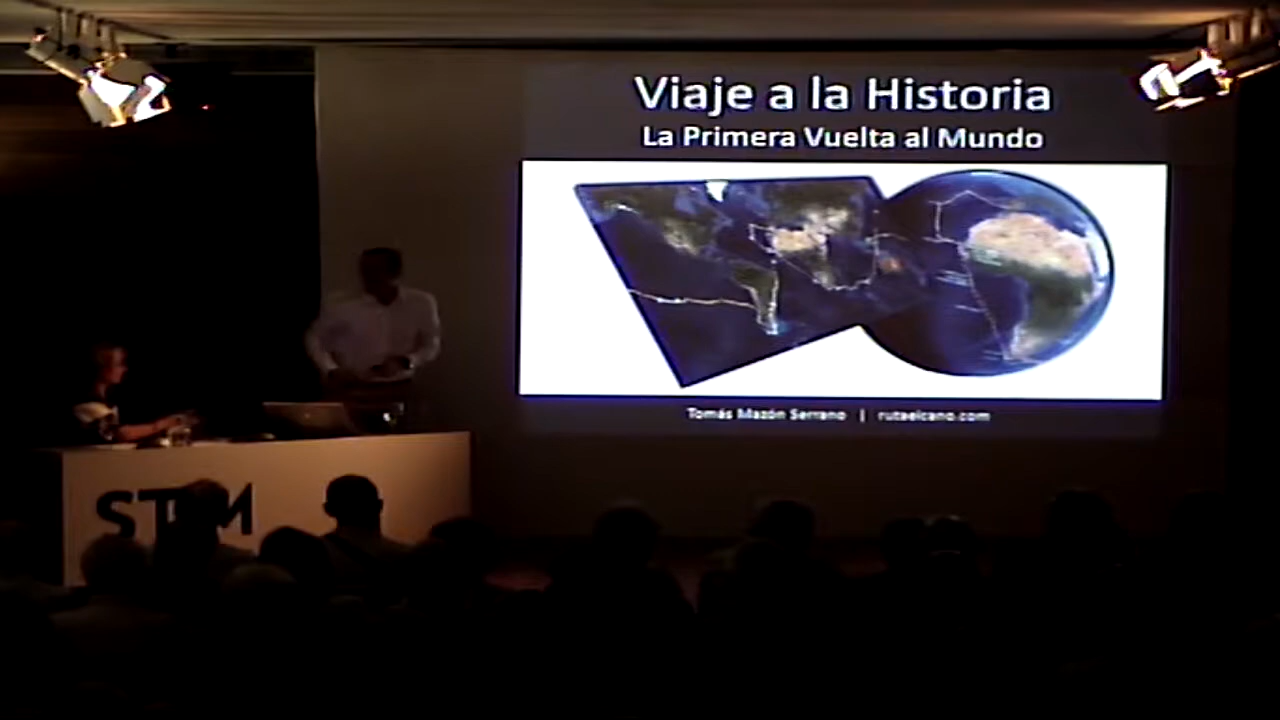 Viaje a la Historia
La Primera Vuelta al Mundo
Tomás Mazón Serrano | rutaelcano.com